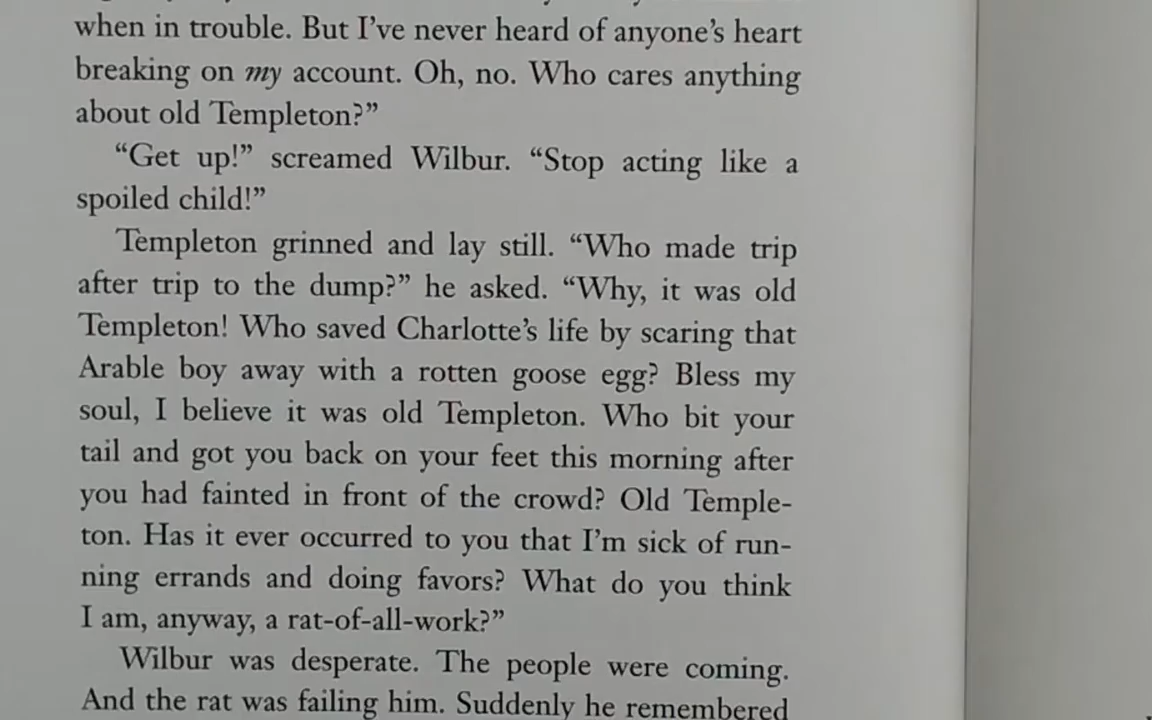 when in trouble. But I’ve never heard of anyone’s heart
breaking on my account. Oh, no. Who cares anything
about old Templeton?”
“Get up!” screamed Wilbur. “Stop acting like a
spoiled child!”
Templeton grinned and lay still. “Who made trip
after trip to the dump?” he asked. “Why, it was old
Templeton! Who saved Charlotte’s life by scaring that
Arable boy away with a rotten goose egg? Bless my
soul, I believe it was old Templeton. Who bit your
tail and got you back on your feet this morning after
you had fainted in front of the crowd? Old Temple-
ton. Has it ever occurred to you that I’m sick of run-
ning errands and doing favors? What do you think
I am, anyway, a rat-of-all-work?”
Wilbur was desperate. The people were coming.
And the rat was failing him. Suddenly he remembered